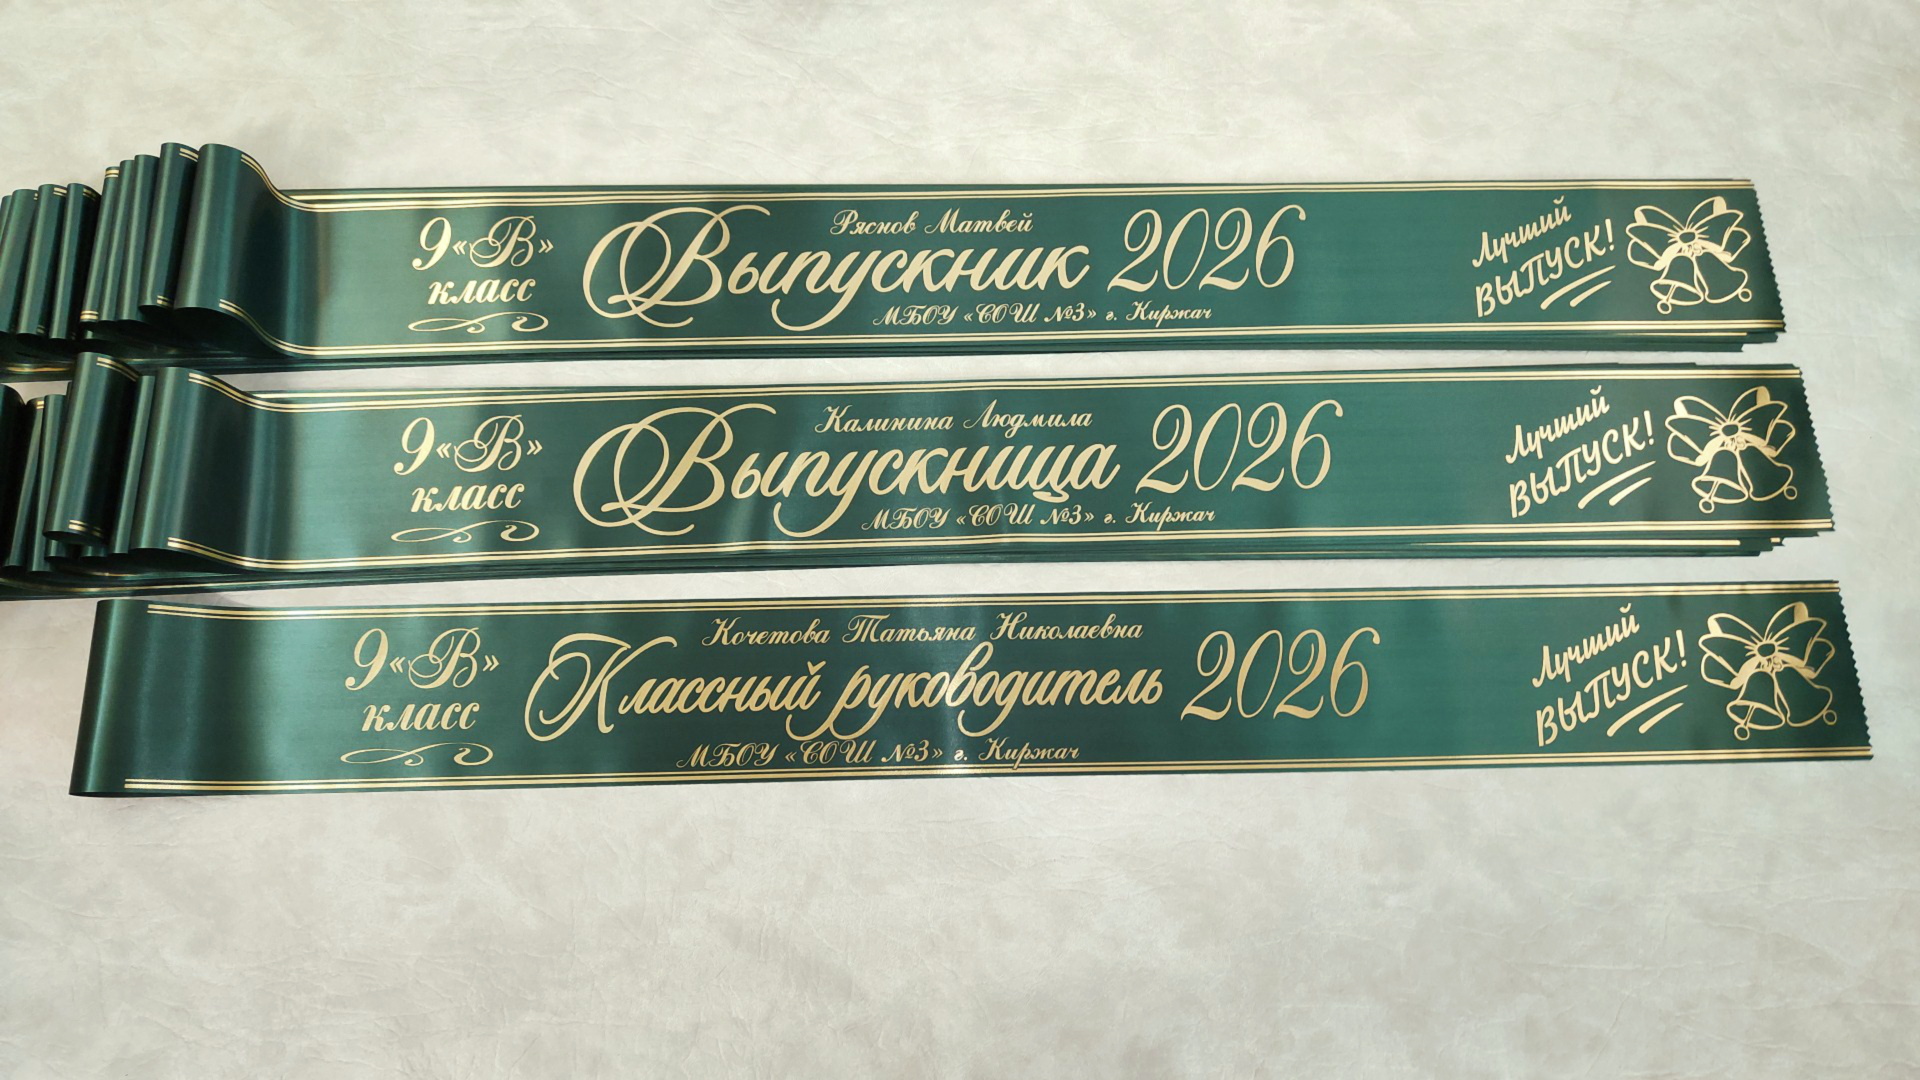 9 «В»
класс
Ряснов Матвей
Выпускник 2026
МБОУ «СОШ №3» г. Киржач
Лучший
ВЫПУСК!
9 «В»
класс
Калинина Людмила
Выпускница 2026
МБОУ «СОШ №3» г. Киржач
Лучший
ВЫПУСК!
9 «В»
класс
Кочетова Татьяна Николаевна
Классный руководитель 2026
МБОУ «СОШ №3» г. Киржач
Лучший
ВЫПУСК!